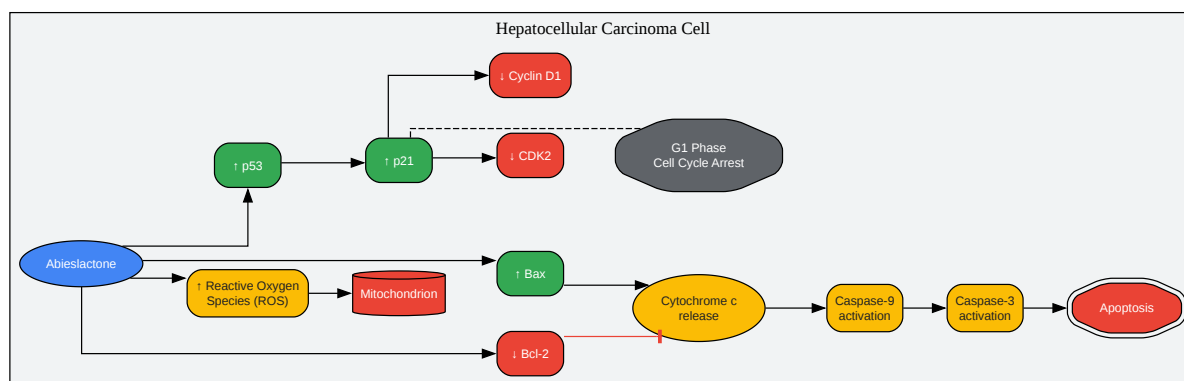 Hepatocellular Carcinoma Cell
↓ Cyclin D1
↑ p53
↑ p21
↓ CDK2
G1 Phase
Cell Cycle Arrest
Abieslactone
↑ Reactive Oxygen
Species (ROS)
Mitochondrion
↑ Bax
↓ Bcl-2
Cytochrome c
release
Caspase-9
activation
Caspase-3
activation
Apoptosis